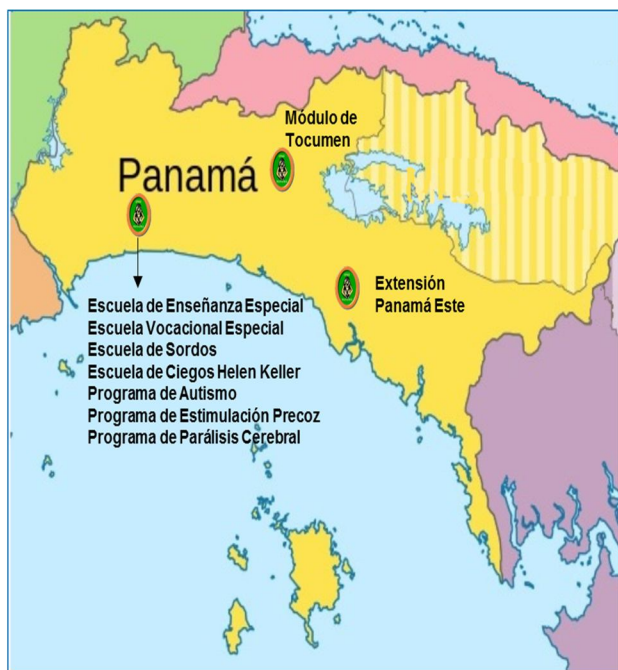 Módulo de
Tocumen
Panamá
Extensión
Panamá Este
Escuela de Enseñanza Especial
Escuela Vocacional Especial
Escuela de Sordos
Escuela de Ciegos Helen Keller
Programa de Autismo
Programa de Estimulación Precoz
Programa de Parálisis Cerebral